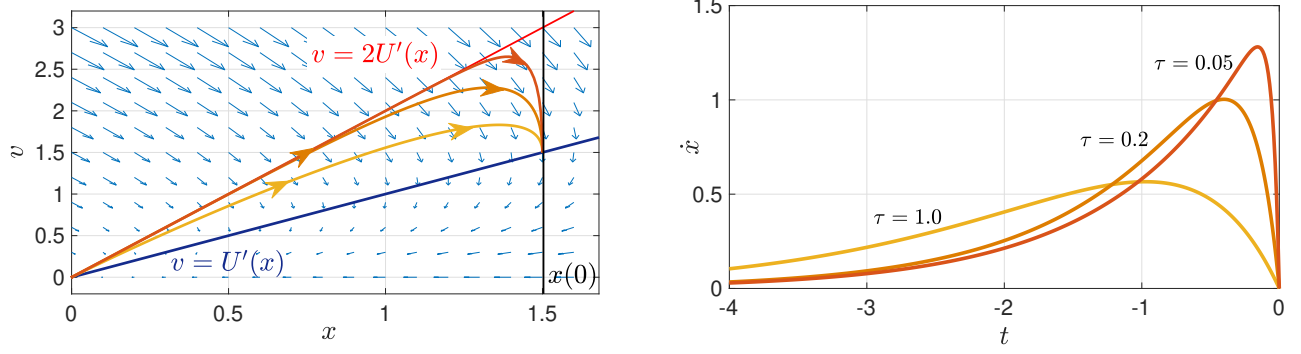 3
2.5
2
1.5
1
0.5
0
v
v = 2U′(x)
v = U′(x)
x(0)
0 0.5 1 1.5
x
1.5
1
0.5
0
ẋ
τ = 0.05
τ = 0.2
τ = 1.0
-4 -3 -2 -1 0
t